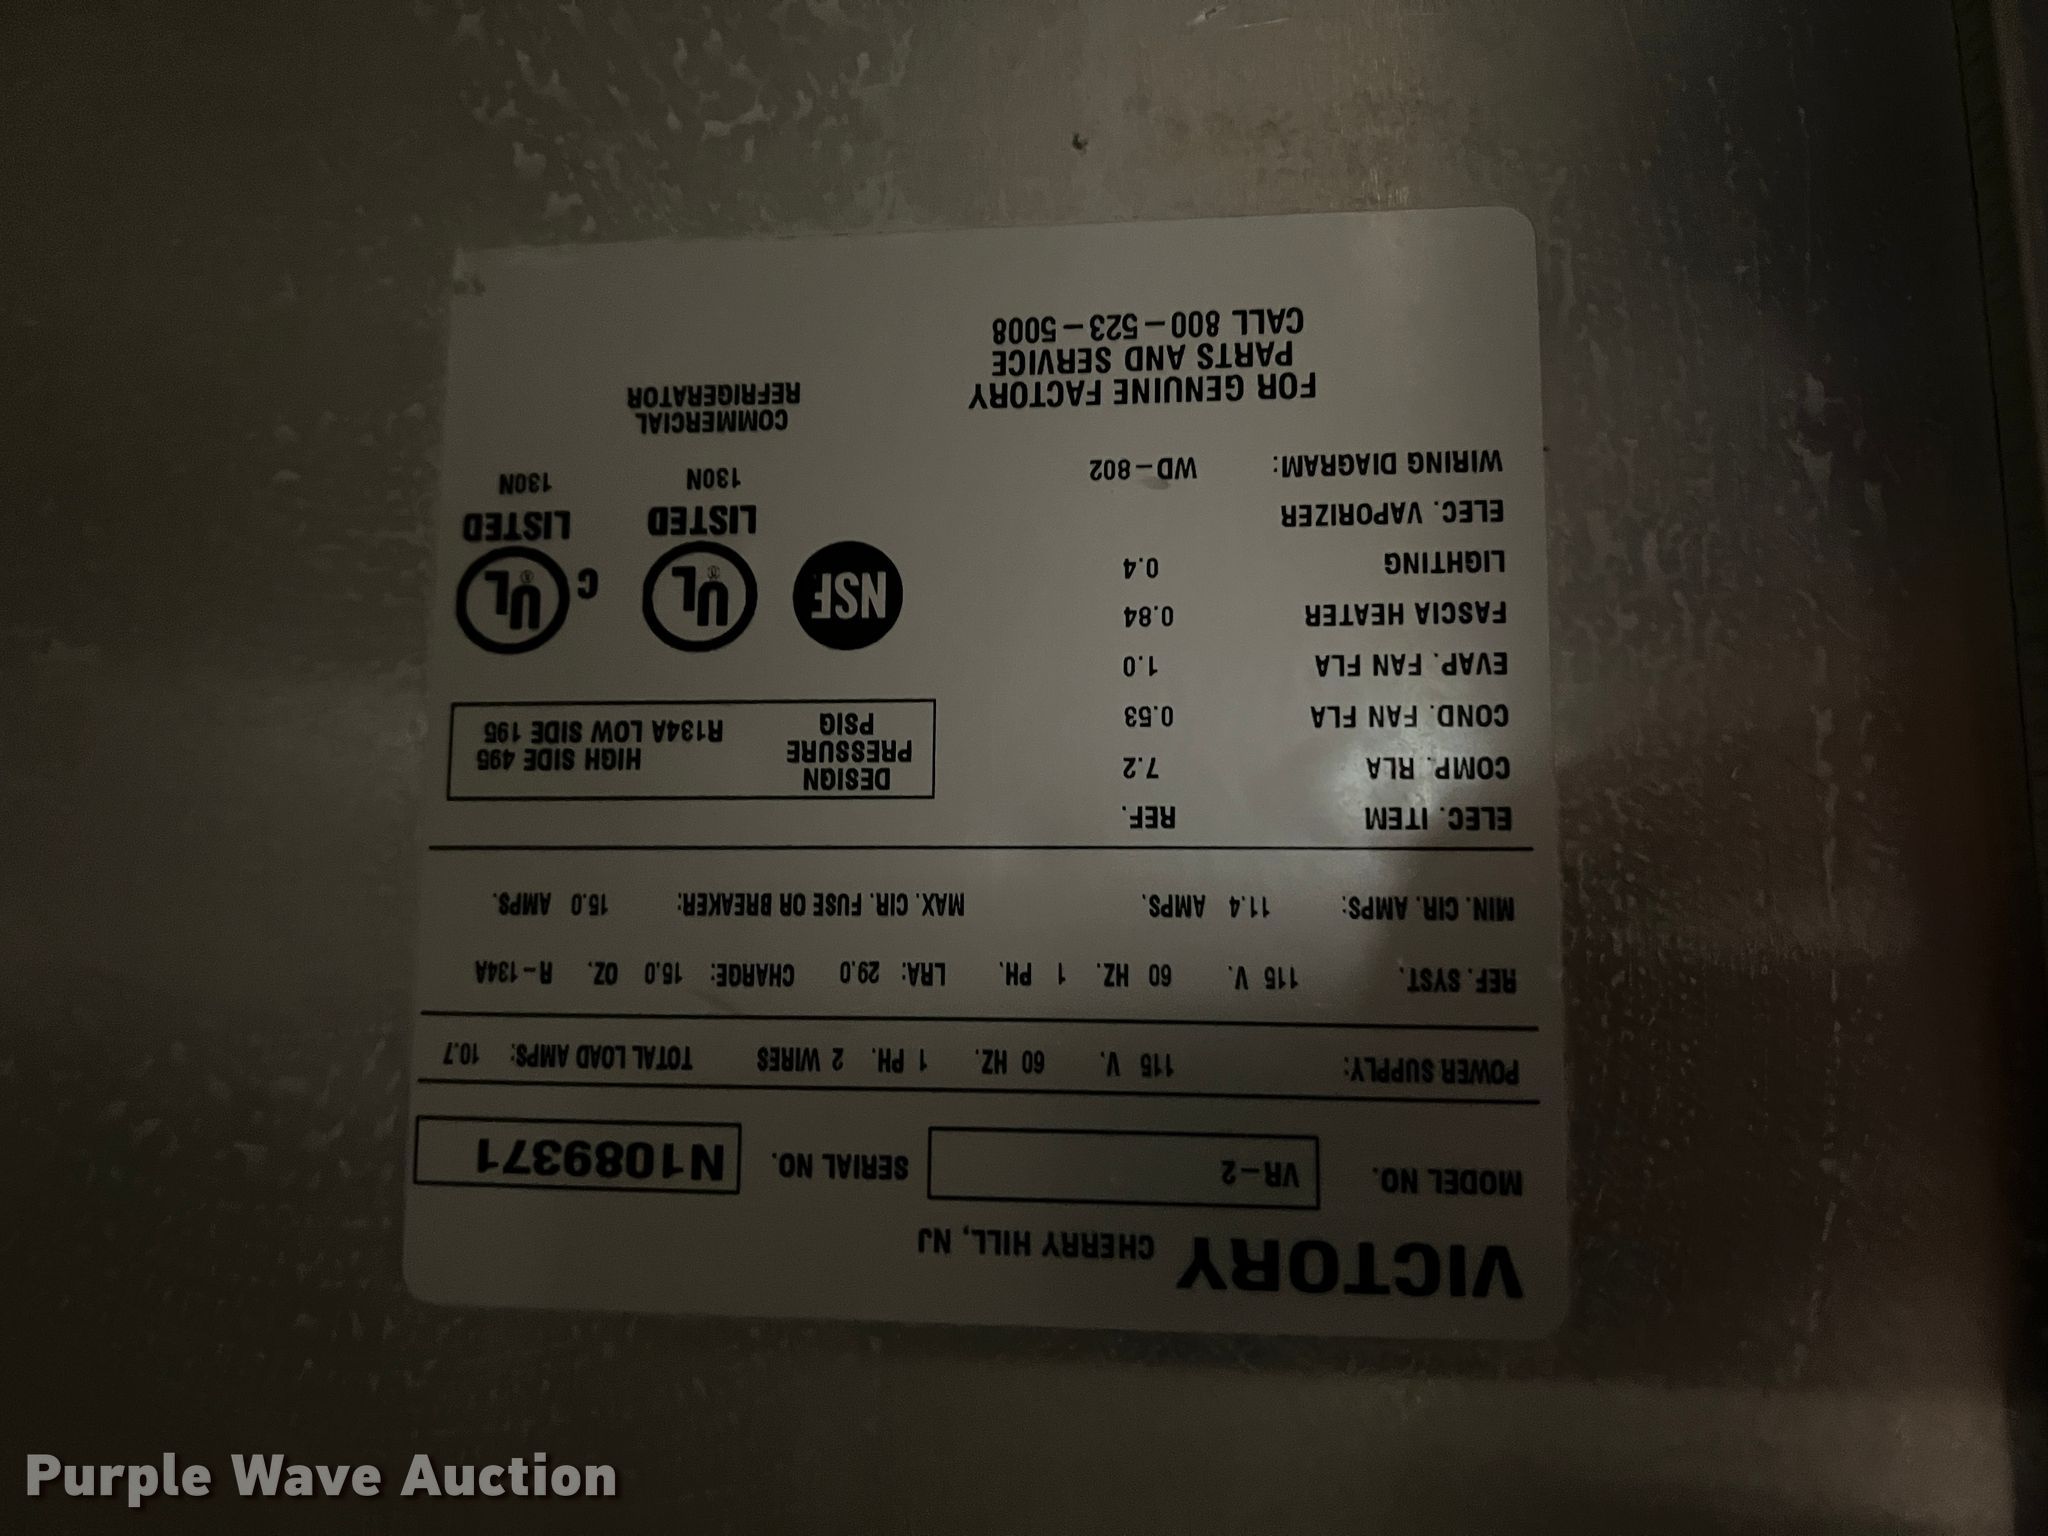 VICTORY CHERRY HILL, NJ
MODEL NO. VR-2 SERIAL NO. N1089371
POWER SUPPLY: 115 V. 60 HZ. 1 PH. 2 WIRES TOTAL LOAD AMPS: 10.7
REF. SYST. 115 V. 60 HZ. 1 PH. LRA: 29.0 CHARGE: 15.0 OZ. R-134A
MIN. CIR. AMPS: 11.4 AMPS. MAX. CIR. FUSE OR BREAKER: 15.0 AMPS.
ELEC. ITEM REF.
COMP. RLA 7.2
COND. FAN FLA 0.53
EVAP. FAN FLA 1.0
FASCIA HEATER 0.84
LIGHTING 0.4
ELEC. VAPORIZER
WIRING DIAGRAM: WD-802
FOR GENUINE FACTORY
PARTS AND SERVICE
CALL 800-523-5008
DESIGN
PRESSURE
PSIG
HIGH SIDE 495
R134A LOW SIDE 195
NSF
UL®
LISTED
130N
COMMERCIAL
REFRIGERATOR
C UL®
LISTED
130N
Purple Wave Auction